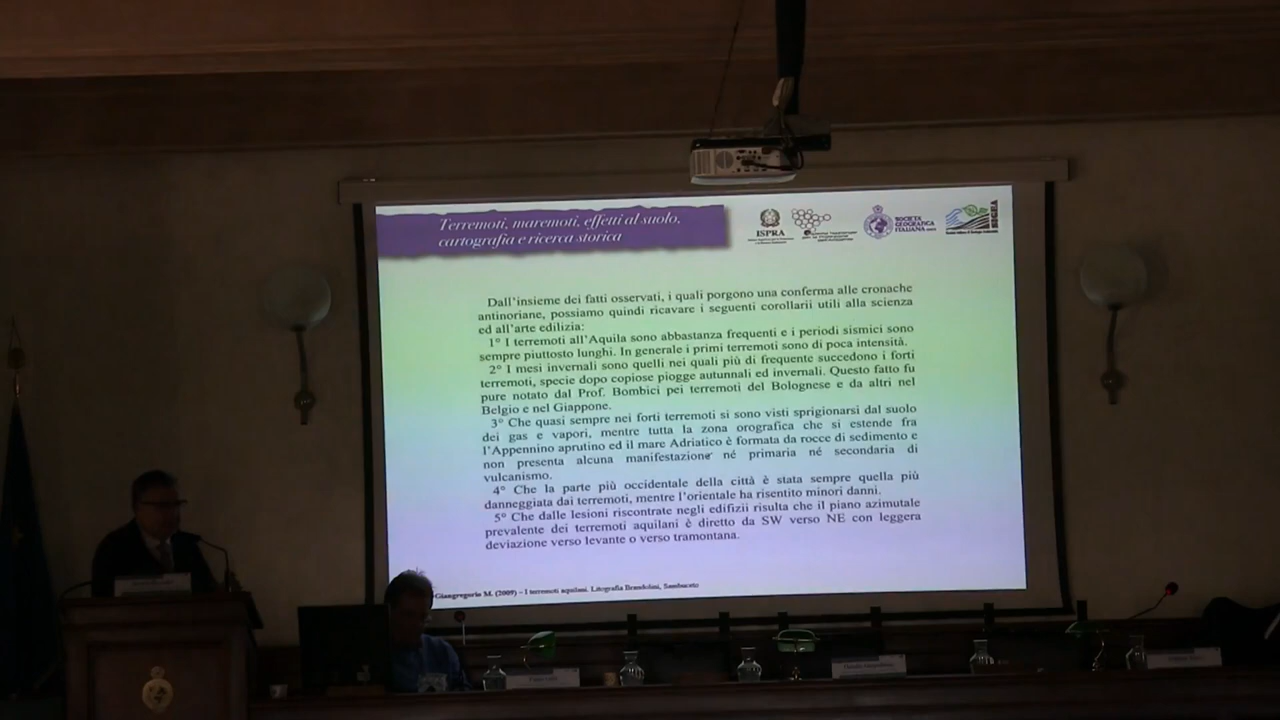 Terremoti, maremoti, effetti al suolo,
cartografia e ricerca storica
ISPRA
SOCIETÀ
GEOGRAFICA
ITALIANA
SIGEA
Dall'insieme dei fatti osservati, i quali porgono una conferma alle cronache
antinoriane, possiamo quindi ricavare i seguenti corollarii utili alla scienza
ed all'arte edilizia:
1° I terremoti all'Aquila sono abbastanza frequenti e i periodi sismici sono
sempre piuttosto lunghi. In generale i primi terremoti sono di poca intensità.
2° I mesi invernali sono quelli nei quali più di frequente succedono i forti
terremoti, specie dopo copiose piogge autunnali ed invernali. Questo fatto fu
pure notato dal Prof. Bombici pei terremoti del Bolognese e da altri nel
Belgio e nel Giappone.
3° Che quasi sempre nei forti terremoti si sono visti sprigionarsi dal suolo
dei gas e vapori, mentre tutta la zona orografica che si estende fra
l'Appennino aprutino ed il mare Adriatico è formata da rocce di sedimento e
non presenta alcuna manifestazione né primaria né secondaria di
vulcanismo.
4° Che la parte più occidentale della città è stata sempre quella più
danneggiata dai terremoti, mentre l'orientale ha risentito minori danni.
5° Che dalle lesioni riscontrate negli edifizii risulta che il piano azimutale
prevalente dei terremoti aquilani è diretto da SW verso NE con leggera
deviazione verso levante o verso tramontana.
Giangregorio M. (2009) – I terremoti aquilani. Litografia Brandolini, Sambuceto